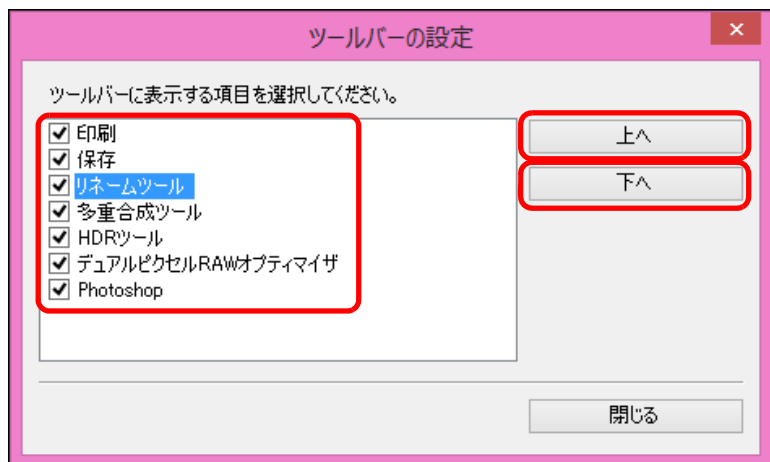 ツールバーの設定
ツールバーに表示する項目を選択してください。
印刷
保存
リネームツール
多重合成ツール
HDRツール
デュアルピクセルRAWオプティマイザ
Photoshop
上へ
下へ
閉じる